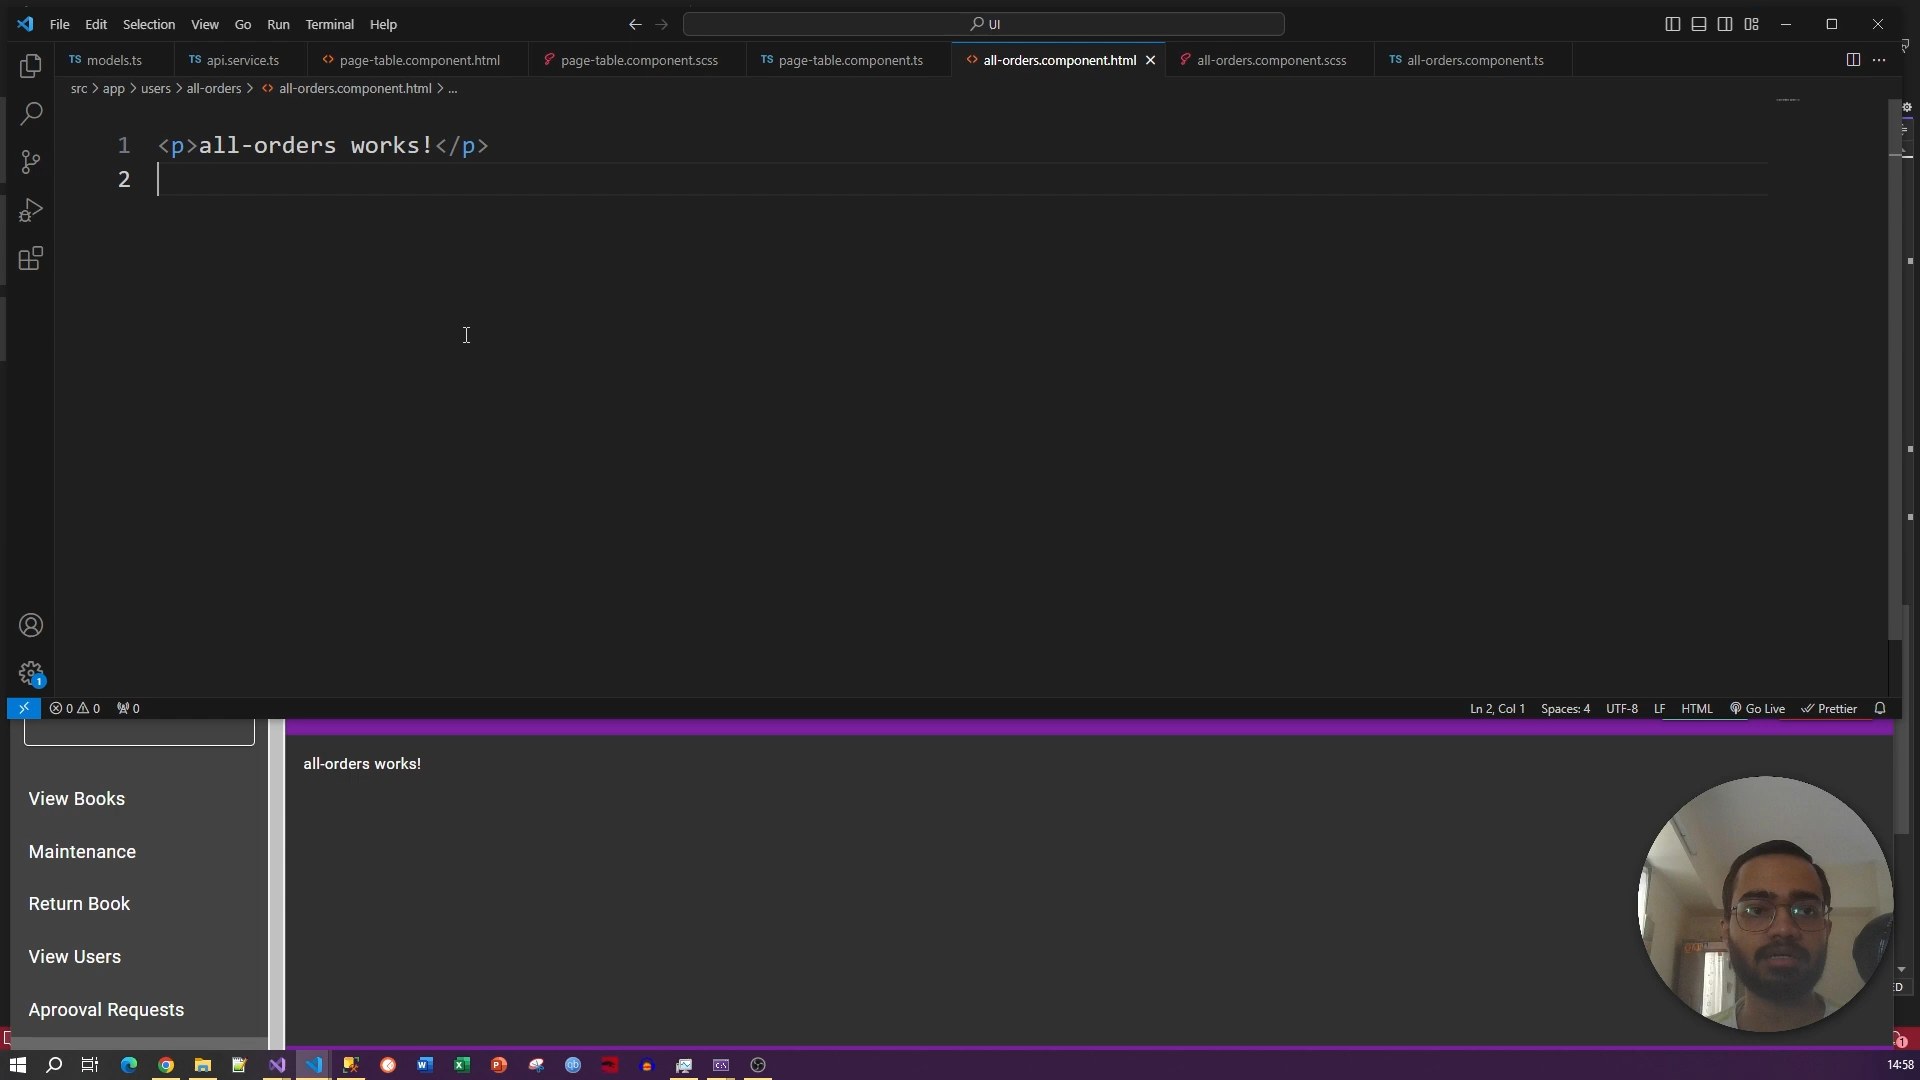 File Edit Selection View Go Run Terminal Help
UI
models.ts
api.service.ts
page-table.component.html
page-table.component.scss
page-table.component.ts
all-orders.component.html
all-orders.component.scss
all-orders.component.ts
src > app > users > all-orders > all-orders.component.html > ...
1 <p>all-orders works!</p>
2
1
0 0 0
Ln 2, Col 1 Spaces: 4 UTF-8 LF HTML Go Live Prettier
all-orders works!
View Books
Maintenance
Return Book
View Users
Aprooval Requests
ED
1
14:58